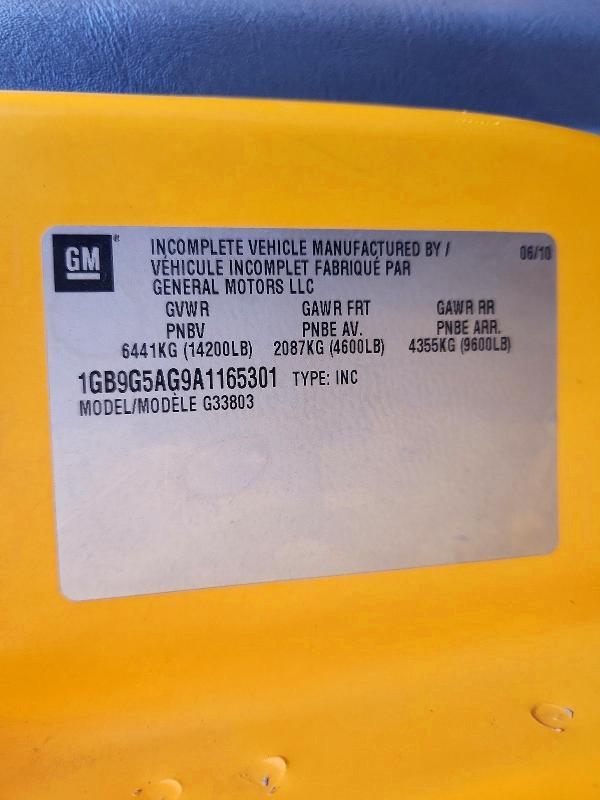 GM®
INCOMPLETE VEHICLE MANUFACTURED BY / 06/10
VÉHICULE INCOMPLET FABRIQUÉ PAR
GENERAL MOTORS LLC
GVWR GAWR FRT GAWR RR
PNBV PNBE AV. PNBE ARR.
6441KG (14200LB) 2087KG (4600LB) 4355KG (9600LB)
1GB9G5AG9A1165301 TYPE: INC
MODEL/MODÈLE G33803